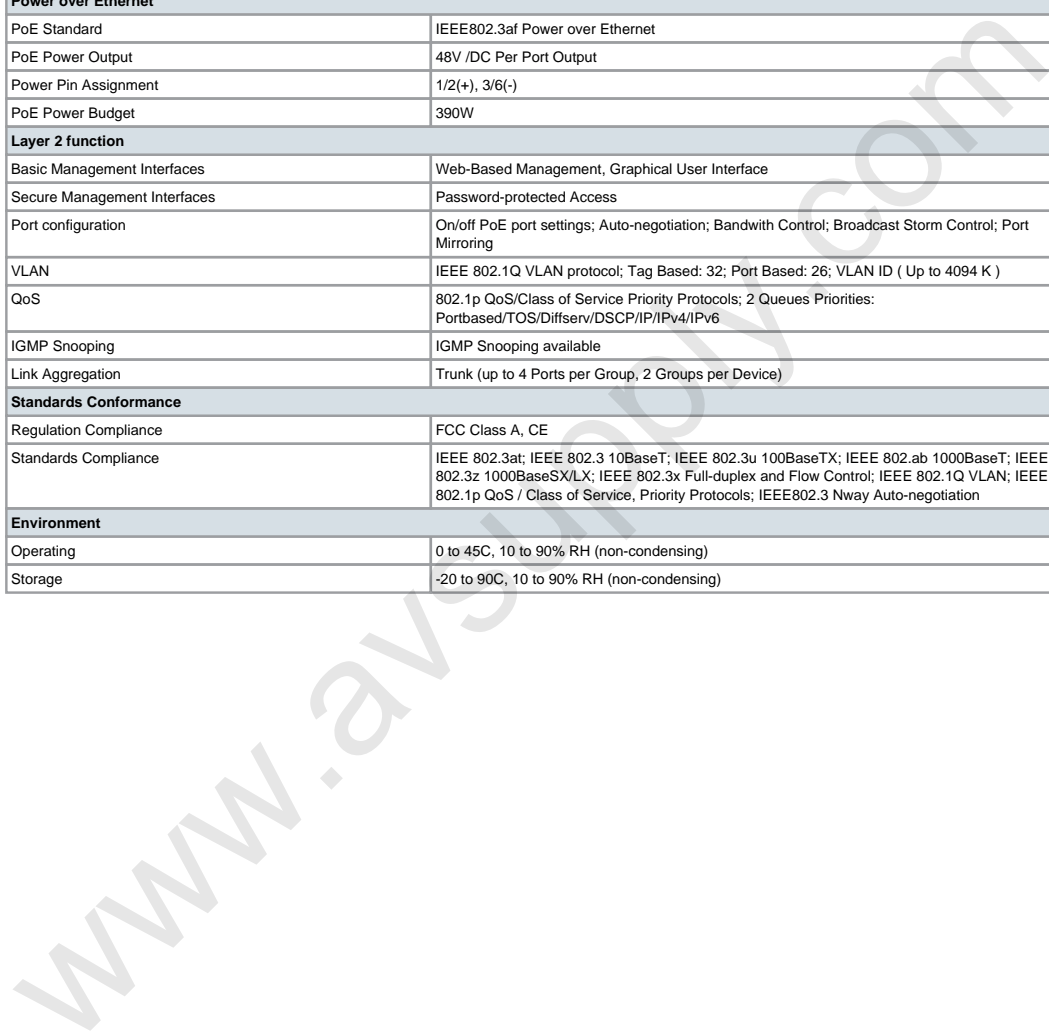 Power over Ethernet
PoE Standard IEEE802.3af Power over Ethernet
PoE Power Output 48V /DC Per Port Output
Power Pin Assignment 1/2(+), 3/6(-)
PoE Power Budget 390W
Layer 2 function
Basic Management Interfaces Web-Based Management, Graphical User Interface
Secure Management Interfaces Password-protected Access
Port configuration On/off PoE port settings; Auto-negotiation; Bandwith Control; Broadcast Storm Control; Port
Mirroring
VLAN IEEE 802.1Q VLAN protocol; Tag Based: 32; Port Based: 26; VLAN ID ( Up to 4094 K )
QoS 802.1p QoS/Class of Service Priority Protocols; 2 Queues Priorities:
Portbased/TOS/Diffserv/DSCP/IP/IPv4/IPv6
IGMP Snooping IGMP Snooping available
Link Aggregation Trunk (up to 4 Ports per Group, 2 Groups per Device)
Standards Conformance
Regulation Compliance FCC Class A, CE
Standards Compliance IEEE 802.3at; IEEE 802.3 10BaseT; IEEE 802.3u 100BaseTX; IEEE 802.ab 1000BaseT; IEEE
802.3z 1000BaseSX/LX; IEEE 802.3x Full-duplex and Flow Control; IEEE 802.1Q VLAN; IEEE
802.1p QoS / Class of Service, Priority Protocols; IEEE802.3 Nway Auto-negotiation
Environment
Operating 0 to 45C, 10 to 90% RH (non-condensing)
Storage -20 to 90C, 10 to 90% RH (non-condensing)
www.avsupply.com